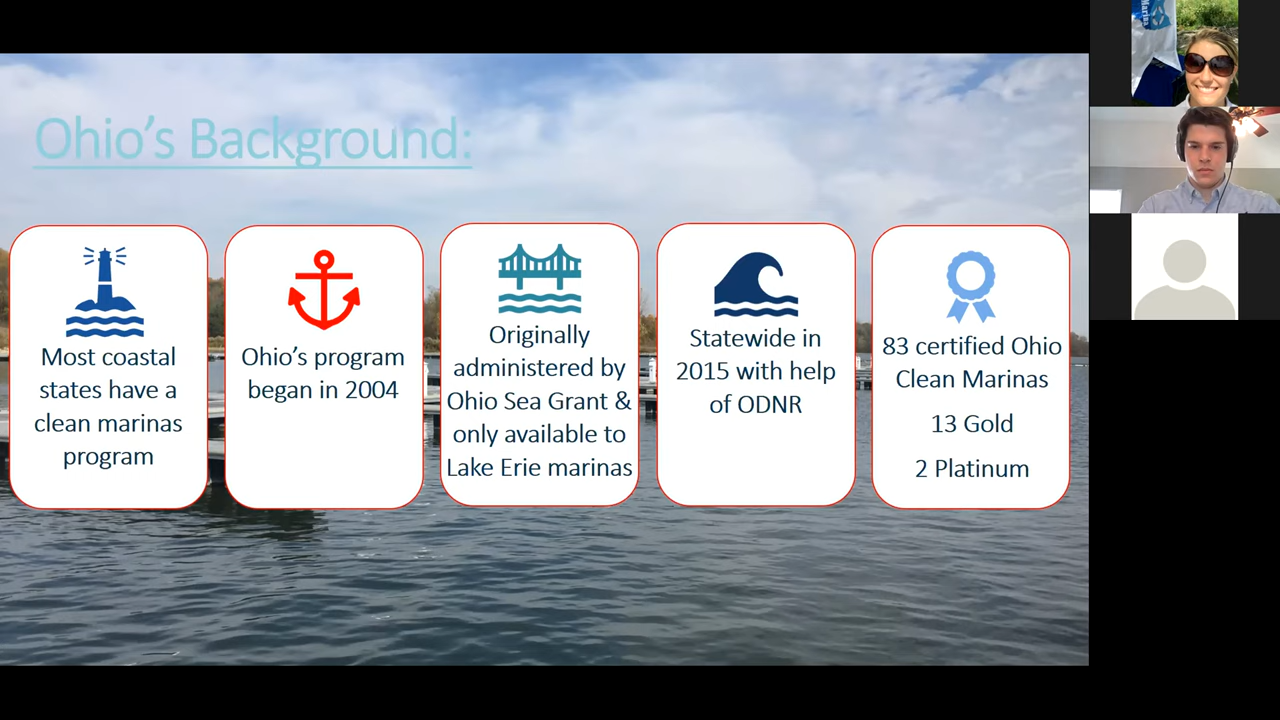 Ohio's Background:
Most coastal
states have a
clean marinas
program
Ohio's program
began in 2004
Originally
administered by
Ohio Sea Grant &
only available to
Lake Erie marinas
Statewide in
2015 with help
of ODNR
83 certified Ohio
Clean Marinas
13 Gold
2 Platinum